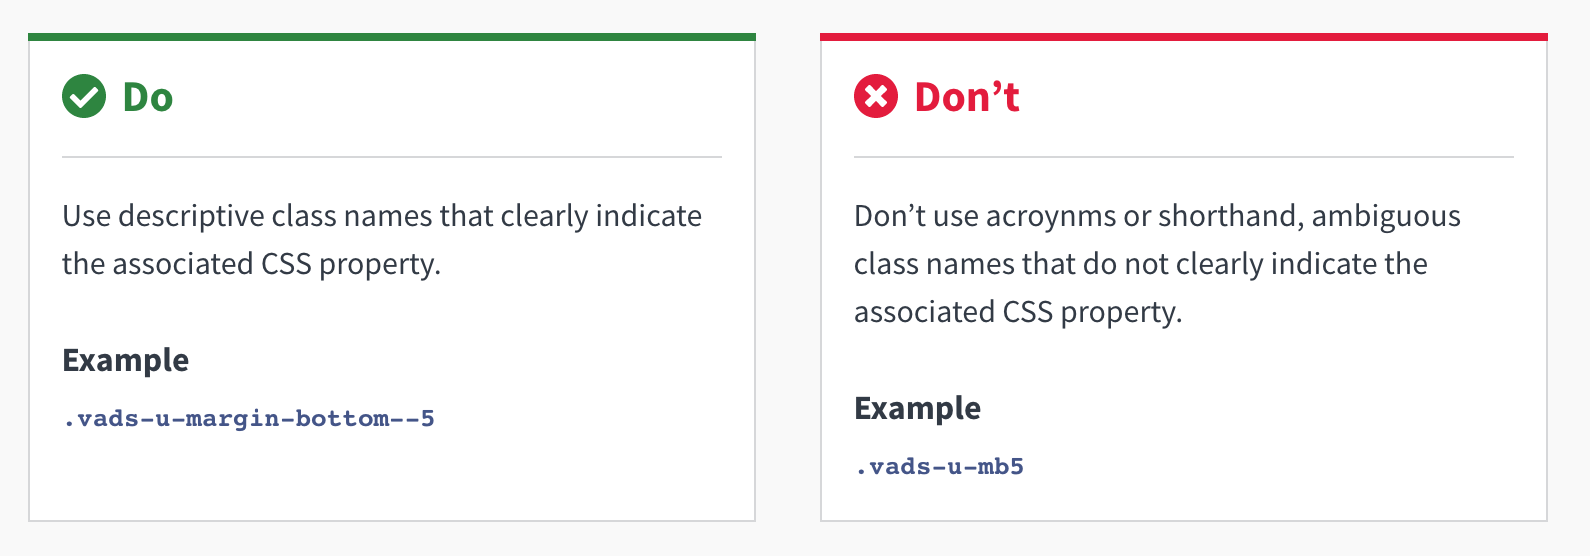 Do
Use descriptive class names that clearly indicate
the associated CSS property.
Example
.vads-u-margin-bottom--5
Don’t
Don’t use acroynms or shorthand, ambiguous
class names that do not clearly indicate the
associated CSS property.
Example
.vads-u-mb5